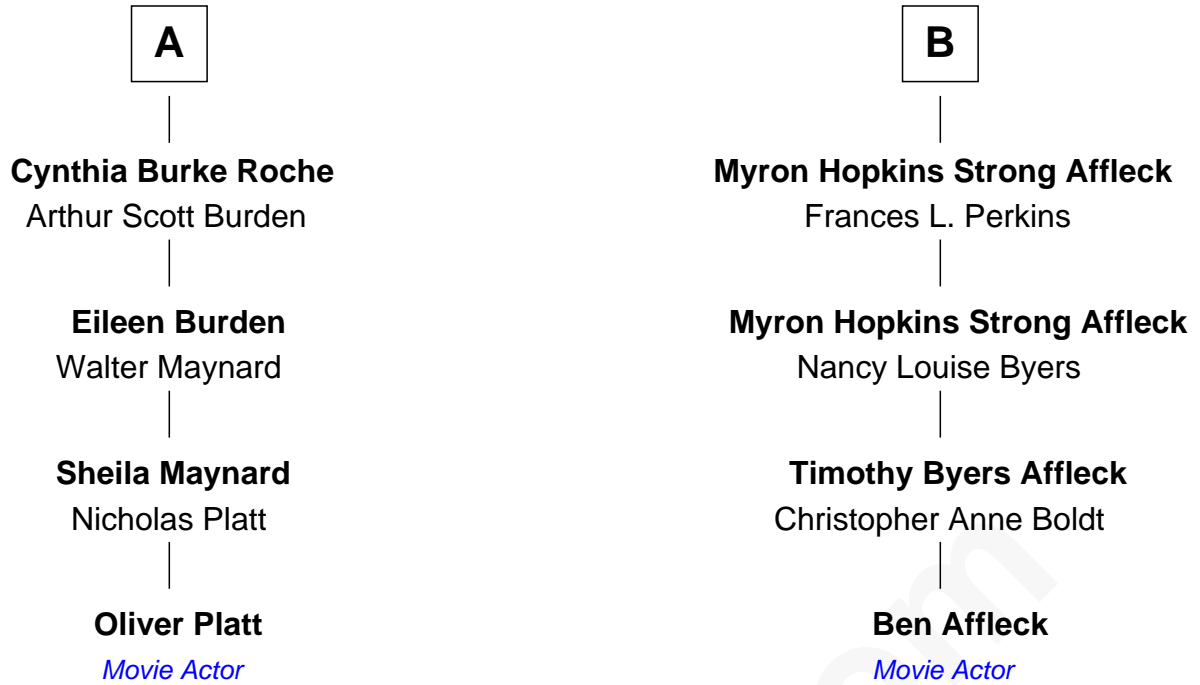 A
Cynthia Burke Roche
Arthur Scott Burden
Eileen Burden
Walter Maynard
Sheila Maynard
Nicholas Platt
Oliver Platt
Movie Actor
B
Myron Hopkins Strong Affleck
Frances L. Perkins
Myron Hopkins Strong Affleck
Nancy Louise Byers
Timothy Byers Affleck
Christopher Anne Boldt
Ben Affleck
Movie Actor